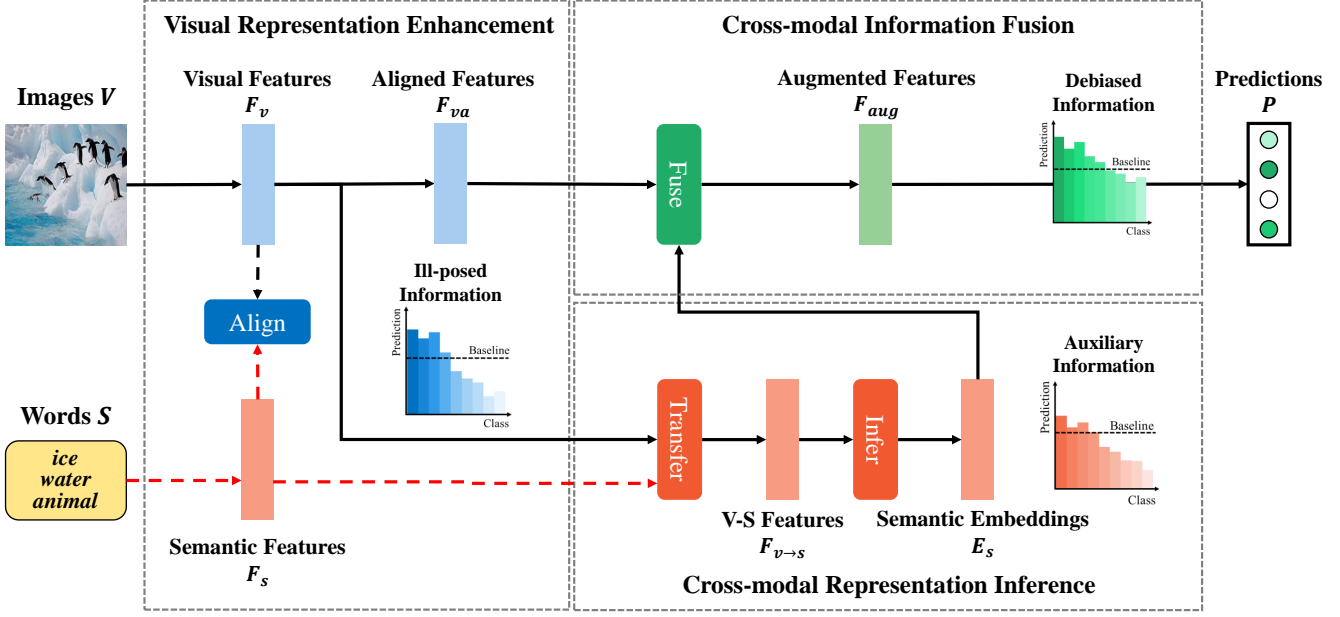 Visual Representation Enhancement
Cross-modal Information Fusion
Images V
Visual Features
F_v
Aligned Features
F_va
Augmented Features
F_aug
Debiased
Information
Prediction
Baseline
Class
Predictions
P
Fuse
Align
Ill-posed
Information
Prediction
Baseline
Class
Words S
ice
water
animal
Semantic Features
F_s
Transfer
V-S Features
F_v→s
Infer
Semantic Embeddings
E_s
Auxiliary
Information
Prediction
Baseline
Class
Cross-modal Representation Inference